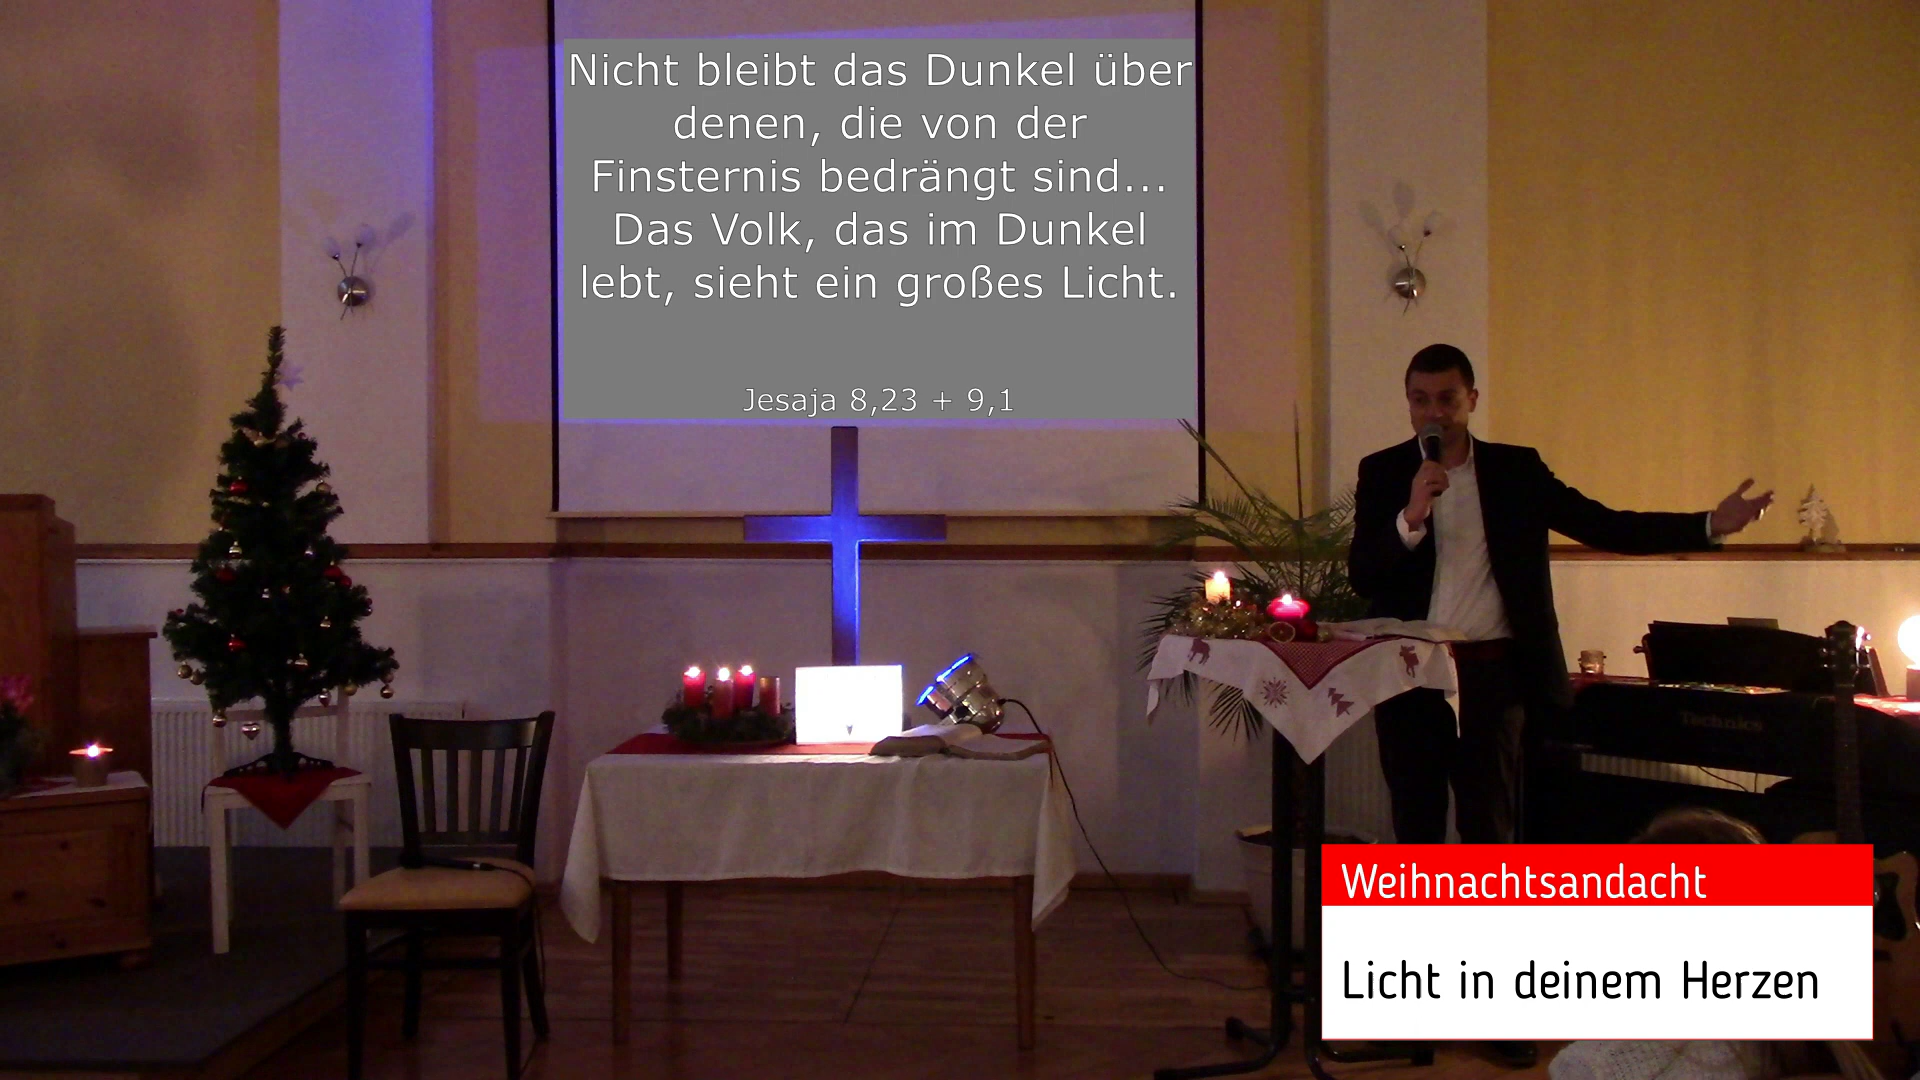 Nicht bleibt das Dunkel über
denen, die von der
Finsternis bedrängt sind...
Das Volk, das im Dunkel
lebt, sieht ein großes Licht.
Jesaja 8,23 + 9,1
Technics
Weihnachtsandacht
Licht in deinem Herzen